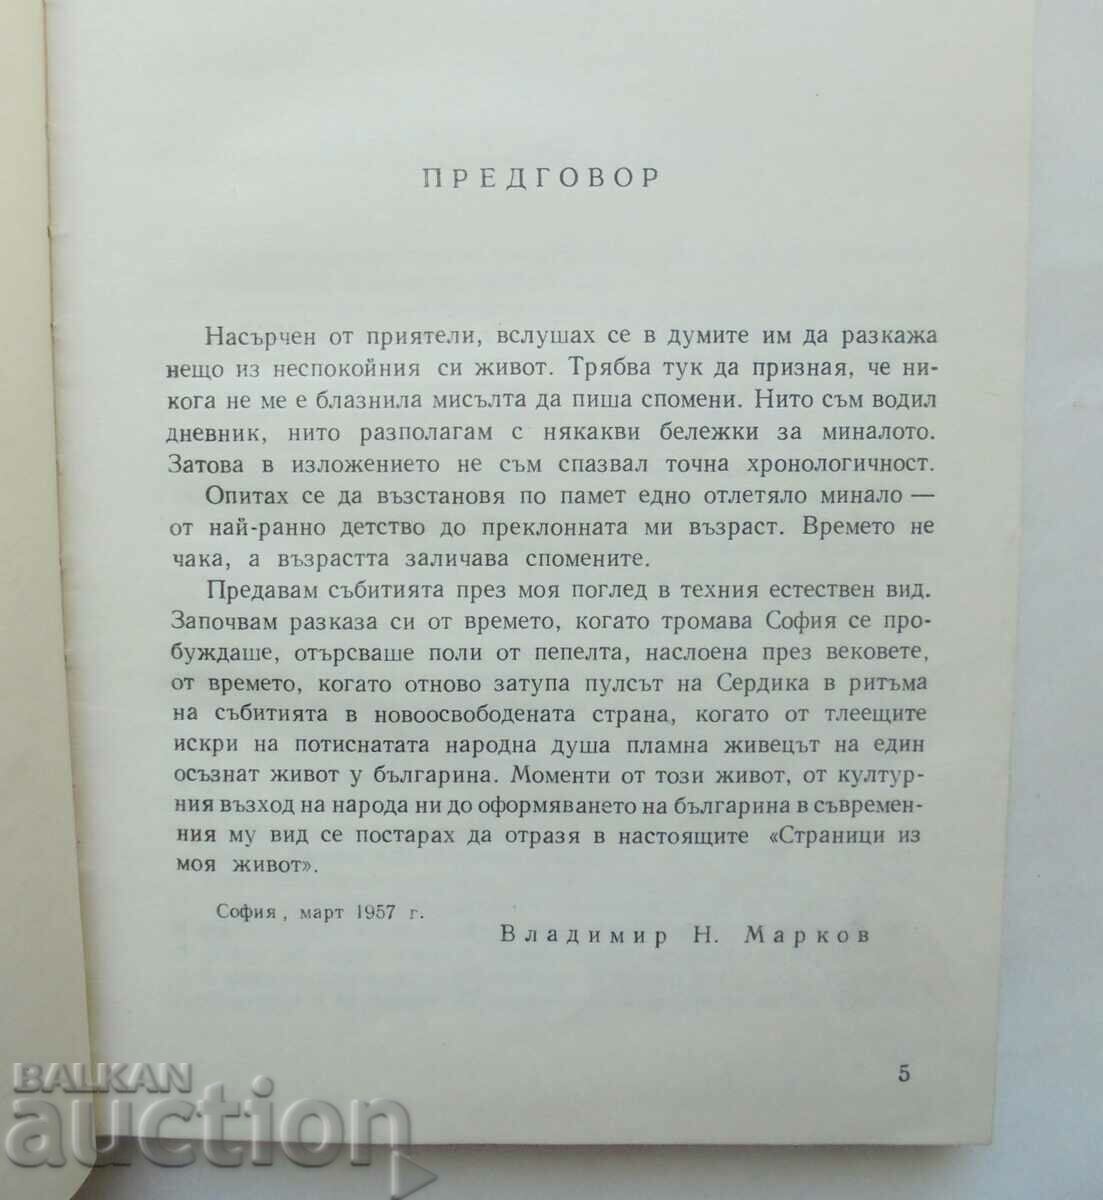 ПРЕДГОВОР
Насърчен от приятели, вслушах се в думите им да разкажа
нещо из неспокойния си живот. Трябва тук да призная, че ни-
кога не ме е блазнила мисълта да пиша спомени. Нито съм водил
дневник, нито разполагам с някакви бележки за миналото.
Затова в изложението не съм спазвал точна хронологичност.
Опитах се да възстановя по памет едно отлетяло минало —
от най-ранно детство до преклонната ми възраст. Времето не
чака, а възрастта заличава спомените.
Предавам събитията през моя поглед в техния естествен вид.
Започвам разказа си от времето, когато тромава София се про-
буждаше, отърсваше поли от пепелта, наслоена през вековете,
от времето, когато отново затупа пулсът на Сердика в ритъма
на събитията в новоосвободената страна, когато от тлеещите
искри на потиснатата народна душа пламна живецът на един
осъзнат живот у българина. Моменти от този живот, от култур-
ния възход на народа ни до оформяването на българина в съвремен-
ния му вид се постарах да отразя в настоящите «Страници из
моя живот».
София, март 1957 г.
Владимир Н. Марков
5
BALKAN
auction